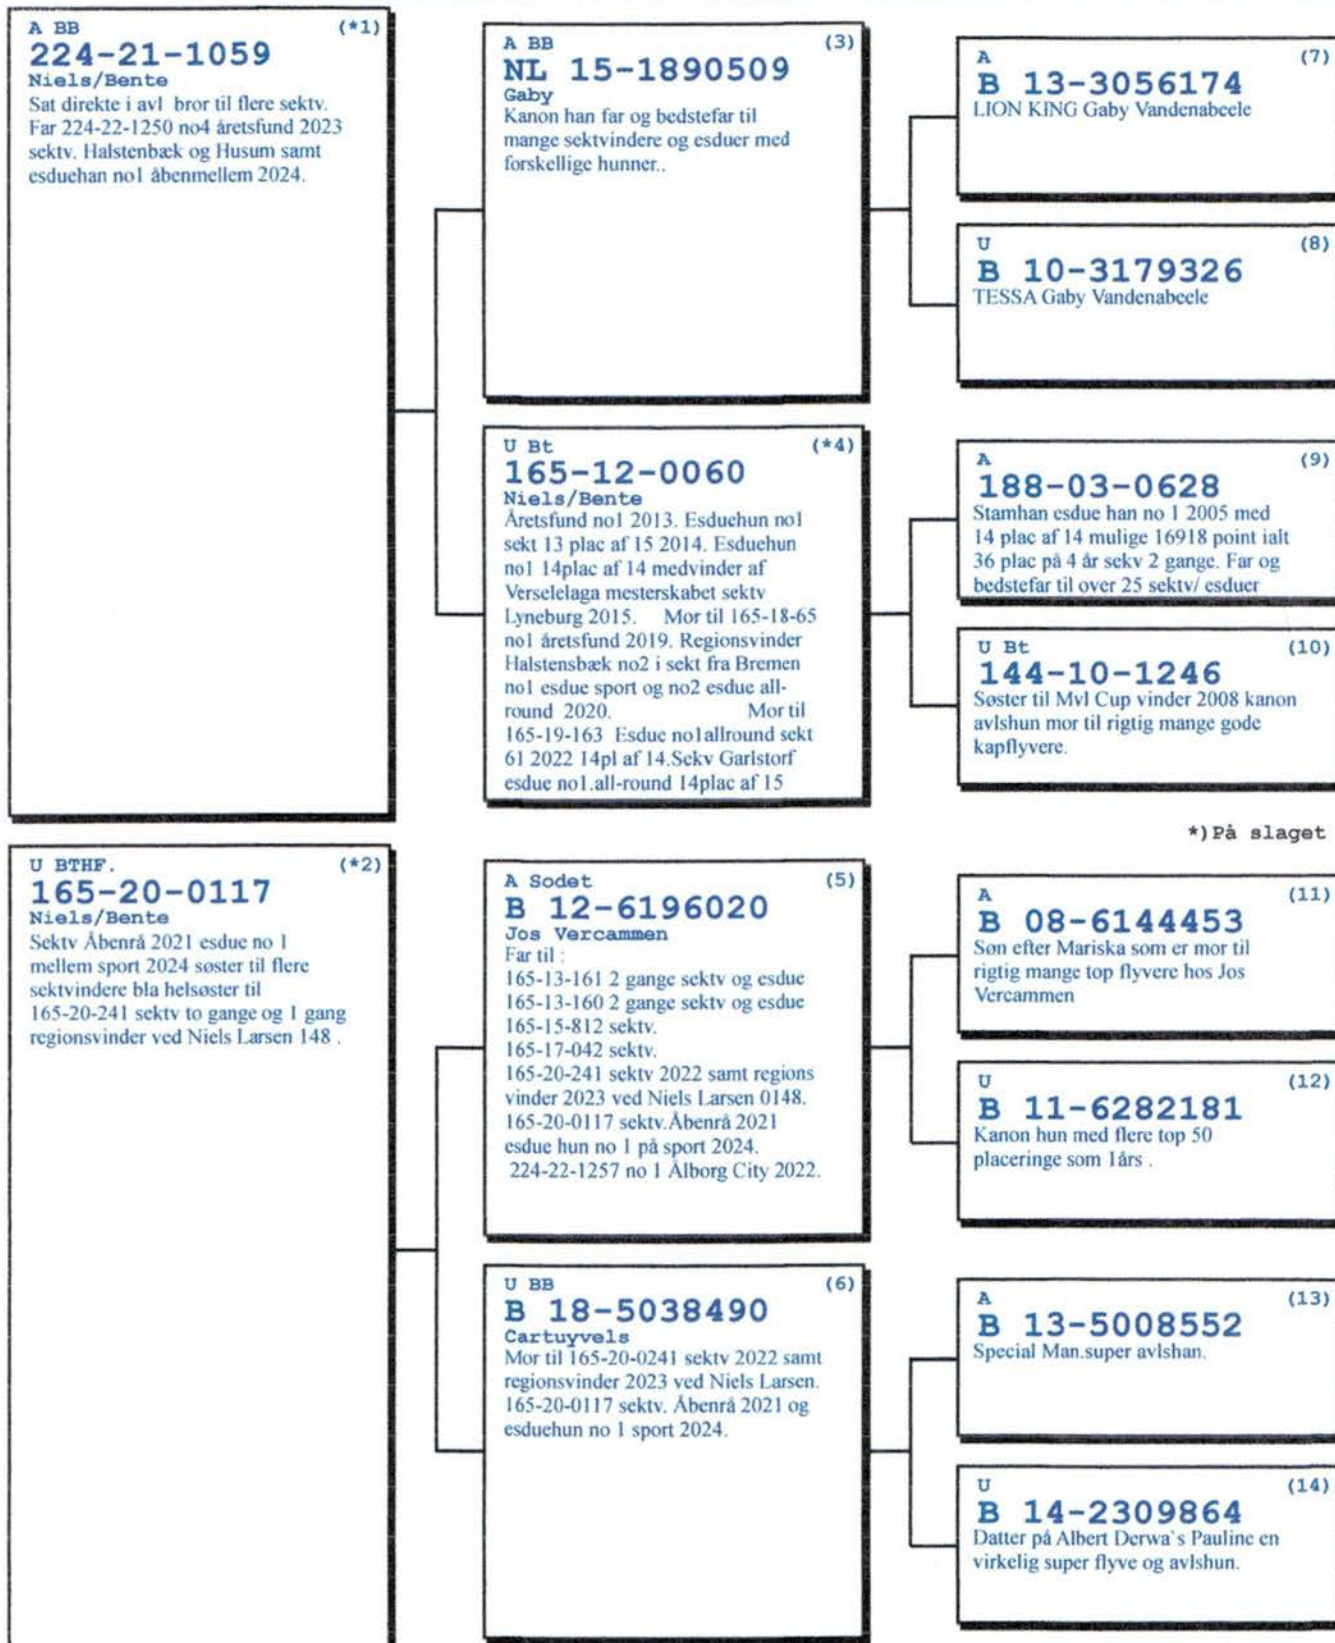 A BB (*1)
224-21-1059
Niels/Bente
Sat direkte i avl bror til flere sektv.
Far 224-22-1250 no4 åretsfund 2023
sektv. Halstenbæk og Husum samt
esduehan no1 åbenmellem 2024.
A BB (3)
NL 15-1890509
Gaby
Kanon han far og bedstefar til
mange sektvindere og esduer med
forskellige hunner..
A (7)
B 13-3056174
LION KING Gaby Vandenabeele
U (8)
B 10-3179326
TESSA Gaby Vandenabeele
U Bt (*4)
165-12-0060
Niels/Bente
Åretsfund no1 2013. Esduehun no1
sekt 13 plac af 15 2014. Esduehun
no1 14plac af 14 medvinder af
Verselelaga mesterskabet sektv
Lyneburg 2015. Mor til 165-18-65
no1 åretsfund 2019. Regionsvinder
Halstensbæk no2 i sekt fra Bremen
no1 esdue sport og no2 esdue all-
round 2020. Mor til
165-19-163 Esdue no1allround sekt
61 2022 14pl af 14.Sekv Garlstorf
esdue no1.all-round 14plac af 15
A (9)
188-03-0628
Stamhan esdue han no 1 2005 med
14 plac af 14 mulige 16918 point ialt
36 plac på 4 år sekv 2 gange. Far og
bedstefar til over 25 sektv/ esduer
U Bt (10)
144-10-1246
Søster til Mvl Cup vinder 2008 kanon
avlshun mor til rigtig mange gode
kapflyvere.
*)På slaget
U BTHF. (*2)
165-20-0117
Niels/Bente
Sektv Åbenrå 2021 esdue no 1
mellem sport 2024 søster til flere
sektvindere bla helsøster til
165-20-241 sektv to gange og 1 gang
regionsvinder ved Niels Larsen 148 .
A Sodet (5)
B 12-6196020
Jos Vercammen
Far til :
165-13-161 2 gange sektv og esdue
165-13-160 2 gange sektv og esdue
165-15-812 sektv.
165-17-042 sektv.
165-20-241 sektv 2022 samt regions
vinder 2023 ved Niels Larsen 0148.
165-20-0117 sektv.Åbenrå 2021
esdue hun no 1 på sport 2024.
224-22-1257 no 1 Ålborg City 2022.
A (11)
B 08-6144453
Søn efter Mariska som er mor til
rigtig mange top flyvere hos Jos
Vercammen
U (12)
B 11-6282181
Kanon hun med flere top 50
placeringe som 1års .
U BB (6)
B 18-5038490
Cartuyvels
Mor til 165-20-0241 sektv 2022 samt
regionsvinder 2023 ved Niels Larsen.
165-20-0117 sektv. Åbenrå 2021 og
esduehun no 1 sport 2024.
A (13)
B 13-5008552
Special Man.super avlshan.
U (14)
B 14-2309864
Datter på Albert Derwa`s Pauline en
virkelig super flyve og avlshun.